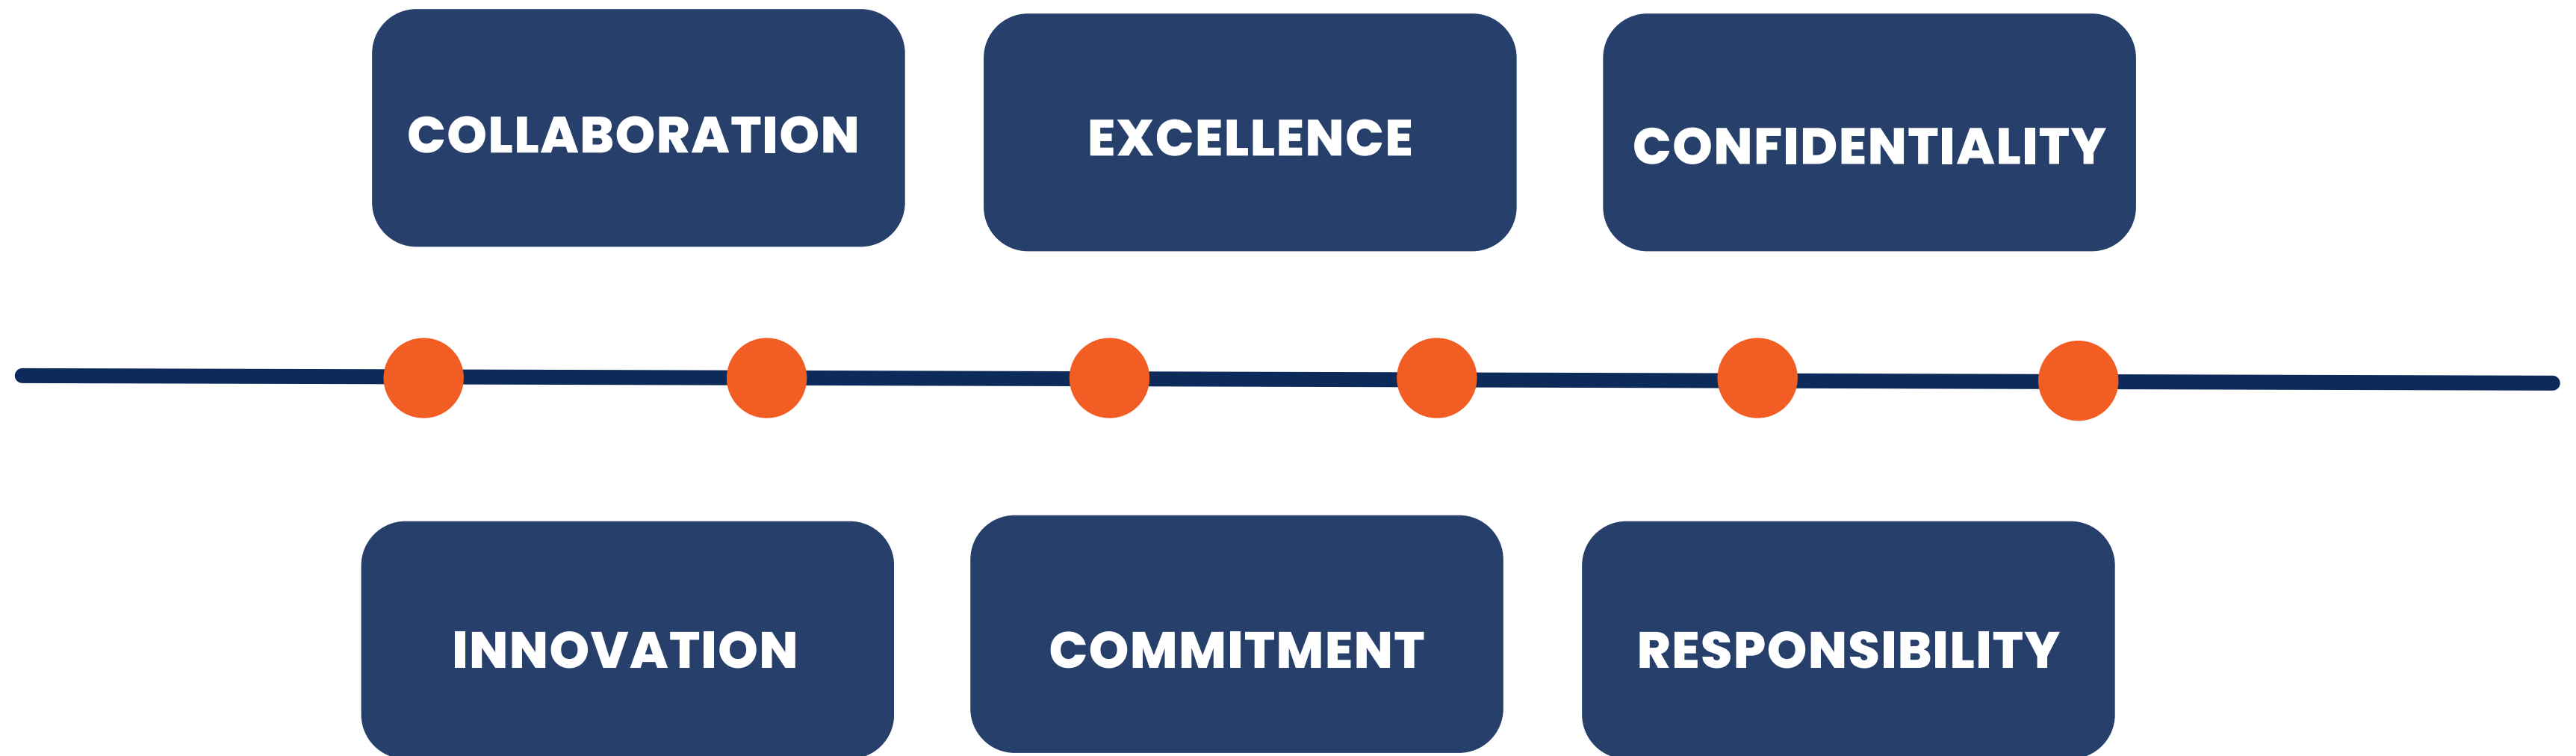 COLLABORATION
EXCELLENCE
CONFIDENTIALITY
INNOVATION
COMMITMENT
RESPONSIBILITY